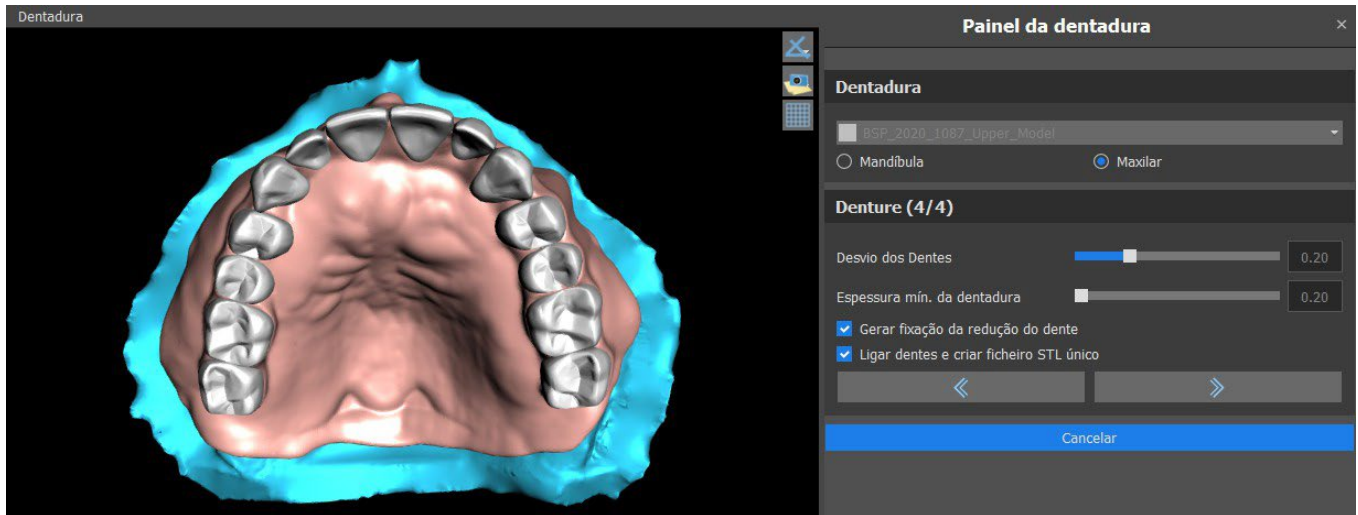 Dentadura
Painel da dentadura ×
Dentadura
BSP_2020_1087_Upper_Model
Mandíbula Maxilar
Denture (4/4)
Desvio dos Dentes 0.20
Espessura mín. da dentadura 0.20
Gerar fixação da redução do dente
Ligar dentes e criar ficheiro STL único
Cancelar